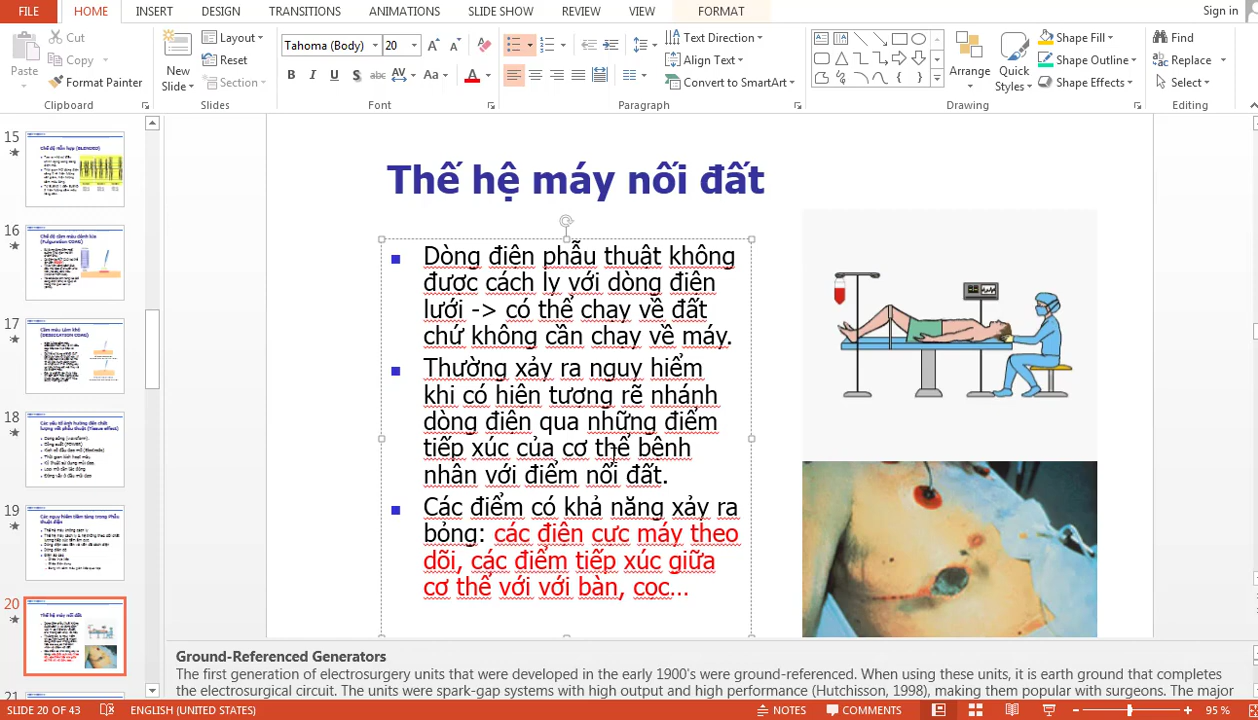 FILE HOME INSERT DESIGN TRANSITIONS ANIMATIONS SLIDE SHOW REVIEW VIEW FORMAT Sign in
Paste
Cut
Copy
Format Painter
Clipboard
New Slide
Layout
Reset
Section
Slides
Tahoma (Body) 20
B I U S abc AV Aa A
Font
Text Direction
Align Text
Convert to SmartArt
Paragraph
Arrange
Quick Styles
Shape Fill
Shape Outline
Shape Effects
Drawing
Find
Replace
Select
Editing
15
16
17
18
19
20
21
Thế hệ máy nối đất
Dòng điện phẫu thuật không
được cách ly với dòng điện
lưới -> có thể chạy về đất
chứ không cần chạy về máy.
Thường xảy ra nguy hiểm
khi có hiện tượng rẽ nhánh
dòng điện qua những điểm
tiếp xúc của cơ thể bệnh
nhân với điểm nối đất.
Các điểm có khả năng xảy ra
bỏng: các điện cực máy theo
dõi, các điểm tiếp xúc giữa
cơ thể với với bàn, cọc...
Ground-Referenced Generators
The first generation of electrosurgery units that were developed in the early 1900's were ground-referenced. When using these units, it is earth ground that completes
the electrosurgical circuit. The units were spark-gap systems with high output and high performance (Hutchisson, 1998), making them popular with surgeons. The major
SLIDE 20 OF 43 ENGLISH (UNITED STATES) NOTES COMMENTS 95 %